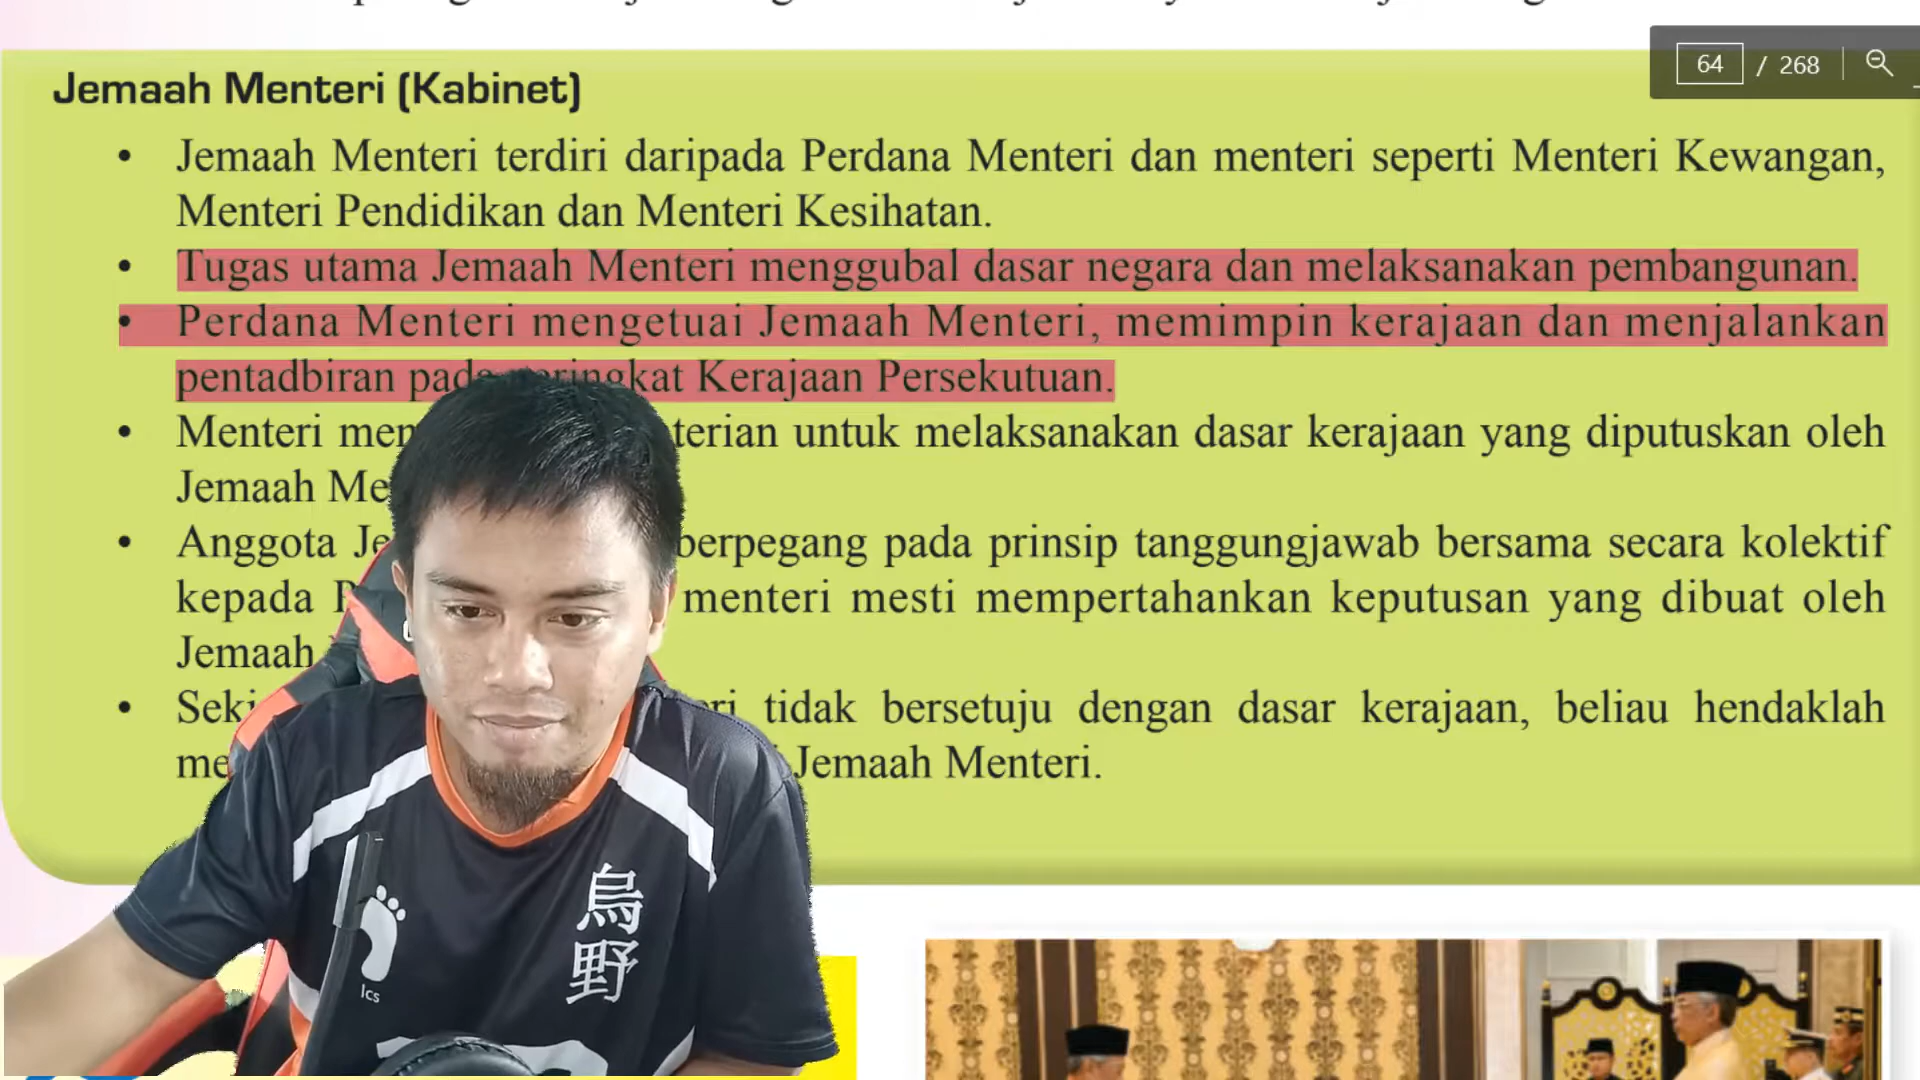 64 / 268
Jemaah Menteri (Kabinet)
• Jemaah Menteri terdiri daripada Perdana Menteri dan menteri seperti Menteri Kewangan,
Menteri Pendidikan dan Menteri Kesihatan.
• Tugas utama Jemaah Menteri menggubal dasar negara dan melaksanakan pembangunan.
• Perdana Menteri mengetuai Jemaah Menteri, memimpin kerajaan dan menjalankan
pentadbiran pada peringkat Kerajaan Persekutuan.
• Menteri untuk melaksanakan dasar kerajaan yang diputuskan oleh
Jemaah
• Anggota berpegang pada prinsip tanggungjawab bersama secara kolektif
kepada menteri mesti mempertahankan keputusan yang dibuat oleh
Jemaah
• tidak bersetuju dengan dasar kerajaan, beliau hendaklah
Jemaah Menteri.
烏野
lcs